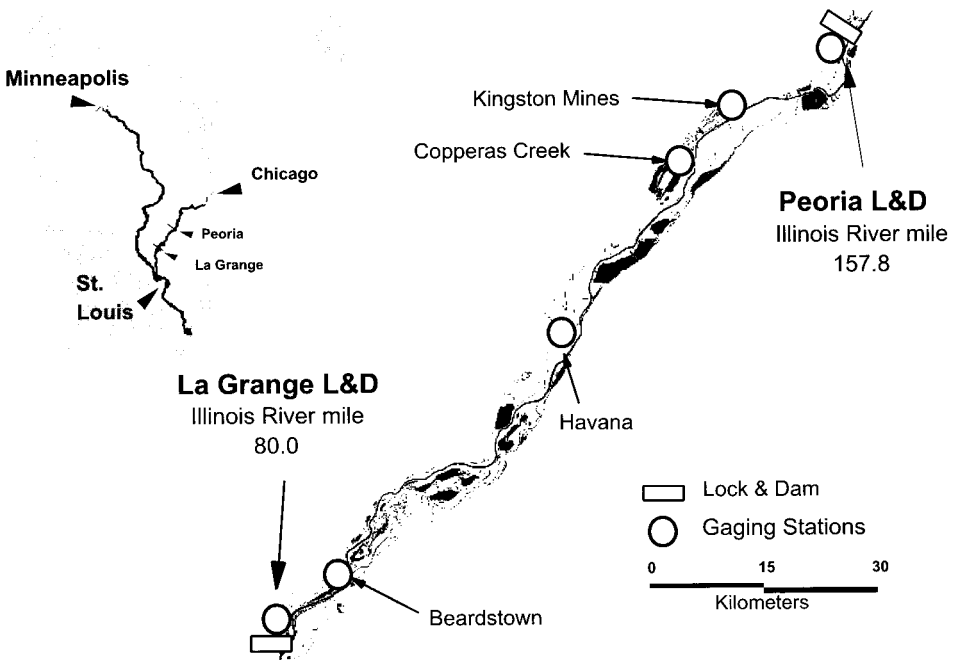 Minneapolis
Chicago
Peoria
La Grange
St.
Louis
Kingston Mines
Copperas Creek
Peoria L&D
Illinois River mile
157.8
La Grange L&D
Illinois River mile
80.0
Havana
Beardstown
Lock & Dam
Gaging Stations
0 15 30
Kilometers